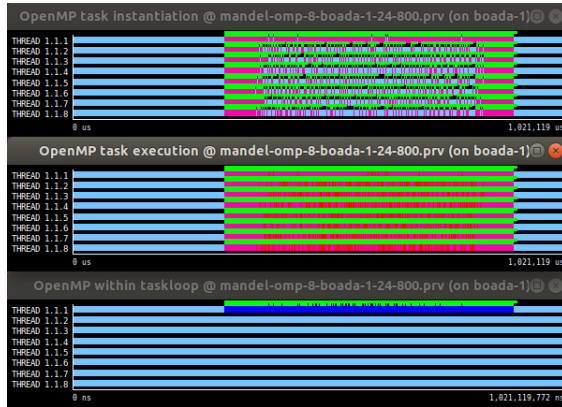 OpenMP task instantiation @ mandel-omp-8-boada-1-24-800.prv (on boada-1)
THREAD 1.1.1
THREAD 1.1.2
THREAD 1.1.3
THREAD 1.1.4
THREAD 1.1.5
THREAD 1.1.6
THREAD 1.1.7
THREAD 1.1.8
0 us 1,021,119 us
OpenMP task execution @ mandel-omp-8-boada-1-24-800.prv (on boada-1)
THREAD 1.1.1
THREAD 1.1.2
THREAD 1.1.3
THREAD 1.1.4
THREAD 1.1.5
THREAD 1.1.6
THREAD 1.1.7
THREAD 1.1.8
0 us 1,021,119 us
OpenMP within taskloop @ mandel-omp-8-boada-1-24-800.prv (on boada-1)
THREAD 1.1.1
THREAD 1.1.2
THREAD 1.1.3
THREAD 1.1.4
THREAD 1.1.5
THREAD 1.1.6
THREAD 1.1.7
THREAD 1.1.8
0 ns 1,021,119,772 ns